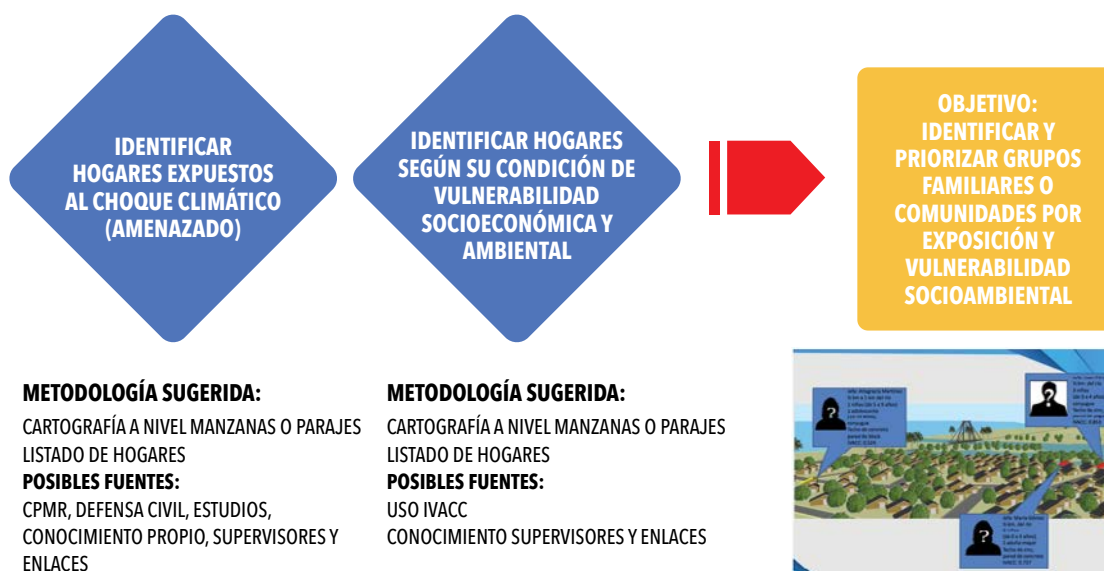 IDENTIFICAR
HOGARES EXPUESTOS
AL CHOQUE CLIMÁTICO
(AMENAZADO)
IDENTIFICAR HOGARES
SEGÚN SU CONDICIÓN DE
VULNERABILIDAD
SOCIOECONÓMICA Y
AMBIENTAL
OBJETIVO:
IDENTIFICAR Y
PRIORIZAR GRUPOS
FAMILIARES O
COMUNIDADES POR
EXPOSICIÓN Y
VULNERABILIDAD
SOCIOAMBIENTAL
METODOLOGÍA SUGERIDA:
CARTOGRAFÍA A NIVEL MANZANAS O PARAJES
LISTADO DE HOGARES
POSIBLES FUENTES:
CPMR, DEFENSA CIVIL, ESTUDIOS,
CONOCIMIENTO PROPIO, SUPERVISORES Y
ENLACES
METODOLOGÍA SUGERIDA:
CARTOGRAFÍA A NIVEL MANZANAS O PARAJES
LISTADO DE HOGARES
POSIBLES FUENTES:
USO IVACC
CONOCIMIENTO SUPERVISORES Y ENLACES